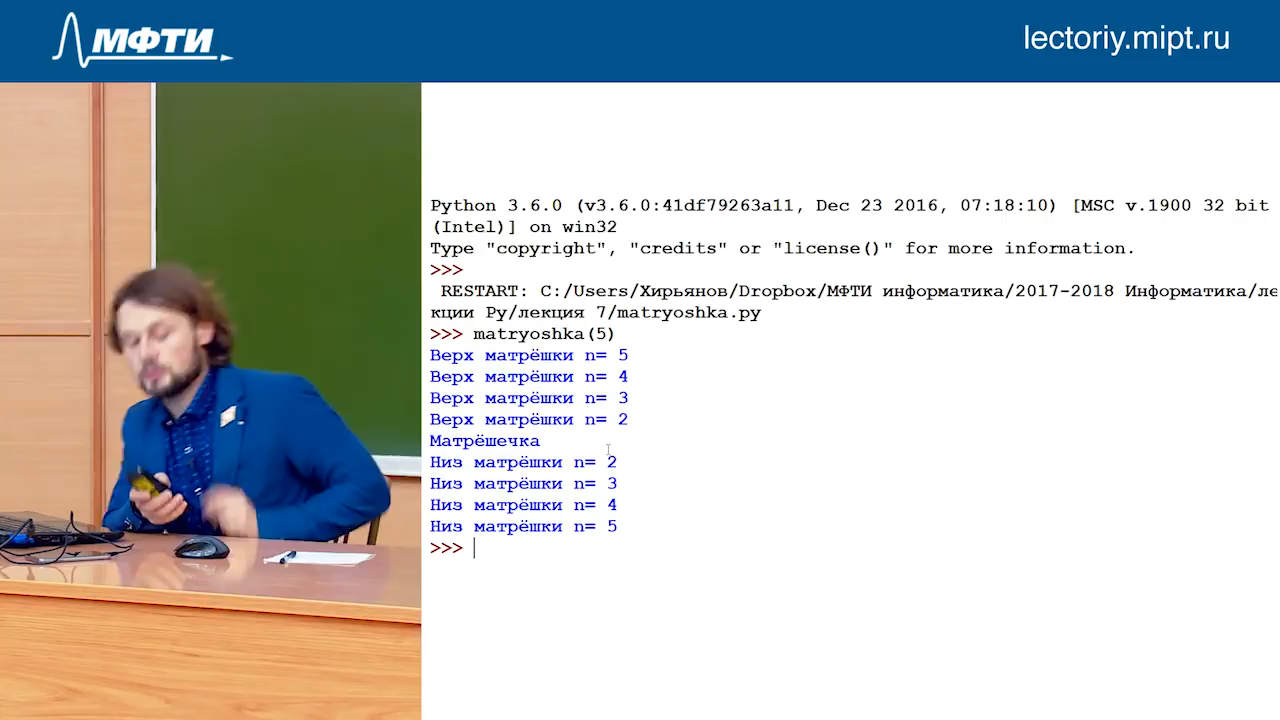 МФТИ
lectoriy.mipt.ru
Python 3.6.0 (v3.6.0:41df79263a11, Dec 23 2016, 07:18:10) [MSC v.1900 32 bit
(Intel)] on win32
Type "copyright", "credits" or "license()" for more information.
>>>
RESTART: C:/Users/Хирьянов/Dropbox/МФТИ информатика/2017-2018 Информатика/ле
кции Py/лекция 7/matryoshka.py
>>> matryoshka(5)
Верх матрёшки n= 5
Верх матрёшки n= 4
Верх матрёшки n= 3
Верх матрёшки n= 2
Матрёшечка
Низ матрёшки n= 2
Низ матрёшки n= 3
Низ матрёшки n= 4
Низ матрёшки n= 5
>>>